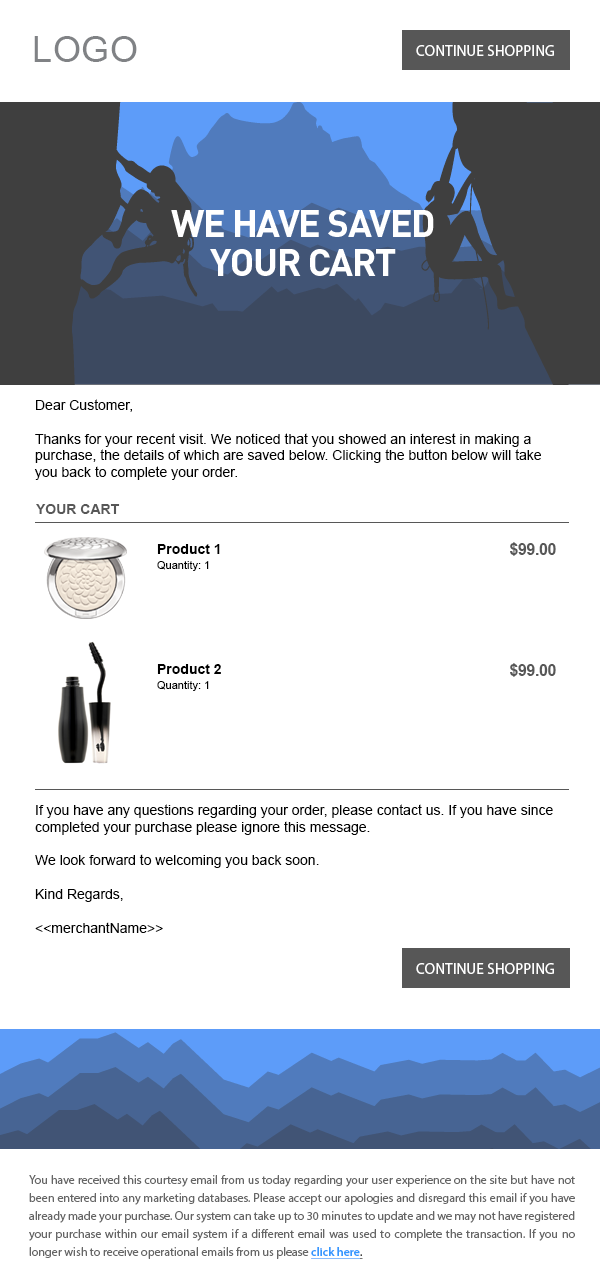 LOGO
CONTINUE SHOPPING
WE HAVE SAVED
YOUR CART
Dear Customer,
Thanks for your recent visit. We noticed that you showed an interest in making a
purchase, the details of which are saved below. Clicking the button below will take
you back to complete your order.
YOUR CART
Product 1
$99.00
Quantity: 1
Product 2
$99.00
Quantity: 1
If you have any questions regarding your order, please contact us. If you have since
completed your purchase please ignore this message.
We look forward to welcoming you back soon.
Kind Regards,
<<merchantName>>
CONTINUE SHOPPING
You have received this courtesy email from us today regarding your user experience on the site but have not
been entered into any marketing databases. Please accept our apologies and disregard this email if you have
already made your purchase. Our system can take up to 30 minutes to update and we may not have registered
your purchase within our email system if a different email was used to complete the transaction. If you no
longer wish to receive operational emails from us please click here.